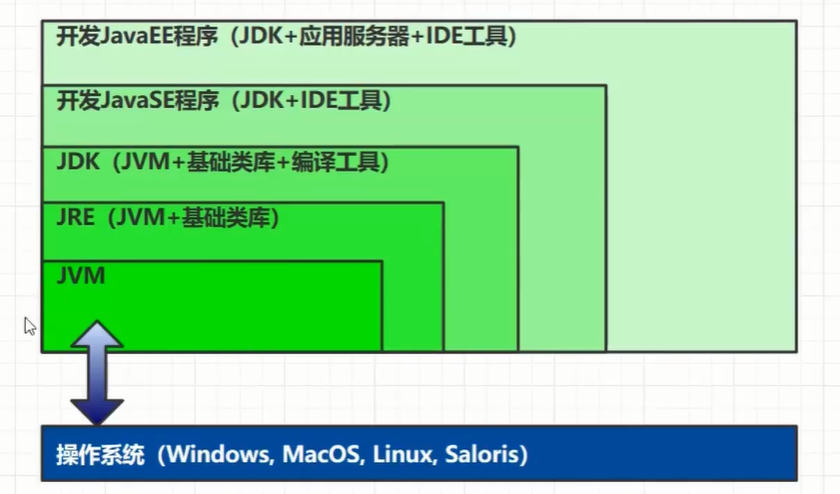 开发JavaEE程序（JDK+应用服务器+IDE工具）
开发JavaSE程序（JDK+IDE工具）
JDK（JVM+基础类库+编译工具）
JRE（JVM+基础类库）
JVM
操作系统（Windows, MacOS, Linux, Saloris）